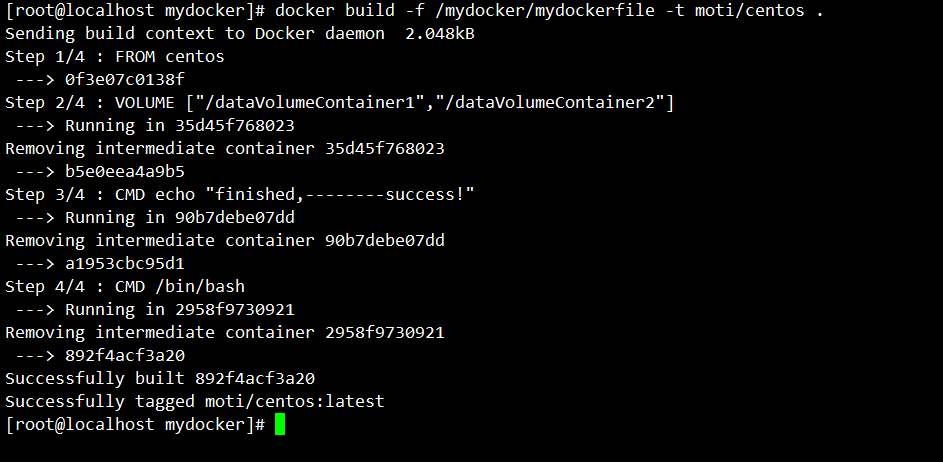 [root@localhost mydocker]# docker build -f /mydocker/mydockerfile -t moti/centos .
Sending build context to Docker daemon  2.048kB
Step 1/4 : FROM centos
 ---> 0f3e07c0138f
Step 2/4 : VOLUME ["/dataVolumeContainer1","/dataVolumeContainer2"]
 ---> Running in 35d45f768023
Removing intermediate container 35d45f768023
 ---> b5e0eea4a9b5
Step 3/4 : CMD echo "finished,--------success!"
 ---> Running in 90b7debe07dd
Removing intermediate container 90b7debe07dd
 ---> a1953cbc95d1
Step 4/4 : CMD /bin/bash
 ---> Running in 2958f9730921
Removing intermediate container 2958f9730921
 ---> 892f4acf3a20
Successfully built 892f4acf3a20
Successfully tagged moti/centos:latest
[root@localhost mydocker]#